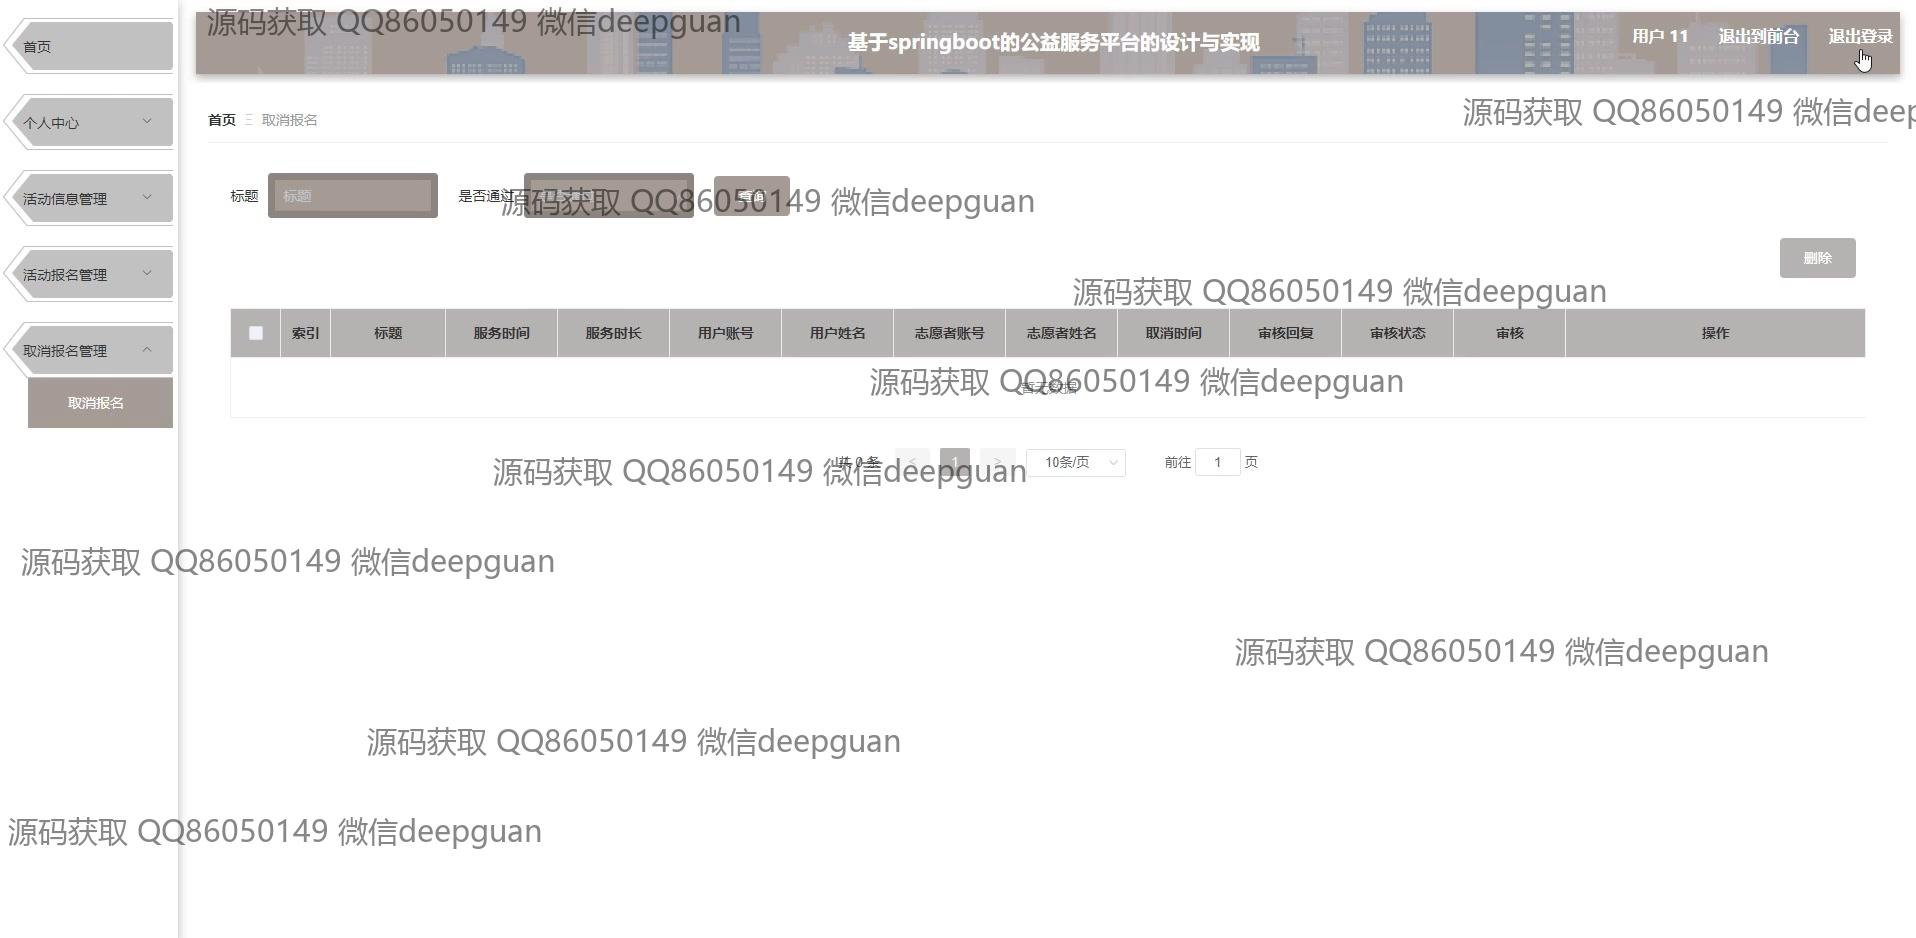 源码获取 QQ86050149 微信deepguan
基于springboot的公益服务平台的设计与实现
用户 11
退出到前台
退出登录
首页
个人中心
活动信息管理
活动报名管理
取消报名管理
取消报名
首页 取消报名
源码获取 QQ86050149 微信deep
标题
标题
是否通过
查询
源码获取 QQ86050149 微信deepguan
删除
源码获取 QQ86050149 微信deepguan
索引 标题 服务时间 服务时长 用户账号 用户姓名 志愿者账号 志愿者姓名 取消时间 审核回复 审核状态 审核 操作
暂无数据
源码获取 QQ86050149 微信deepguan
共 0 条 < 1 > 10条/页 前往 1 页
源码获取 QQ86050149 微信deepguan
源码获取 QQ86050149 微信deepguan
源码获取 QQ86050149 微信deepguan
源码获取 QQ86050149 微信deepguan
源码获取 QQ86050149 微信deepguan